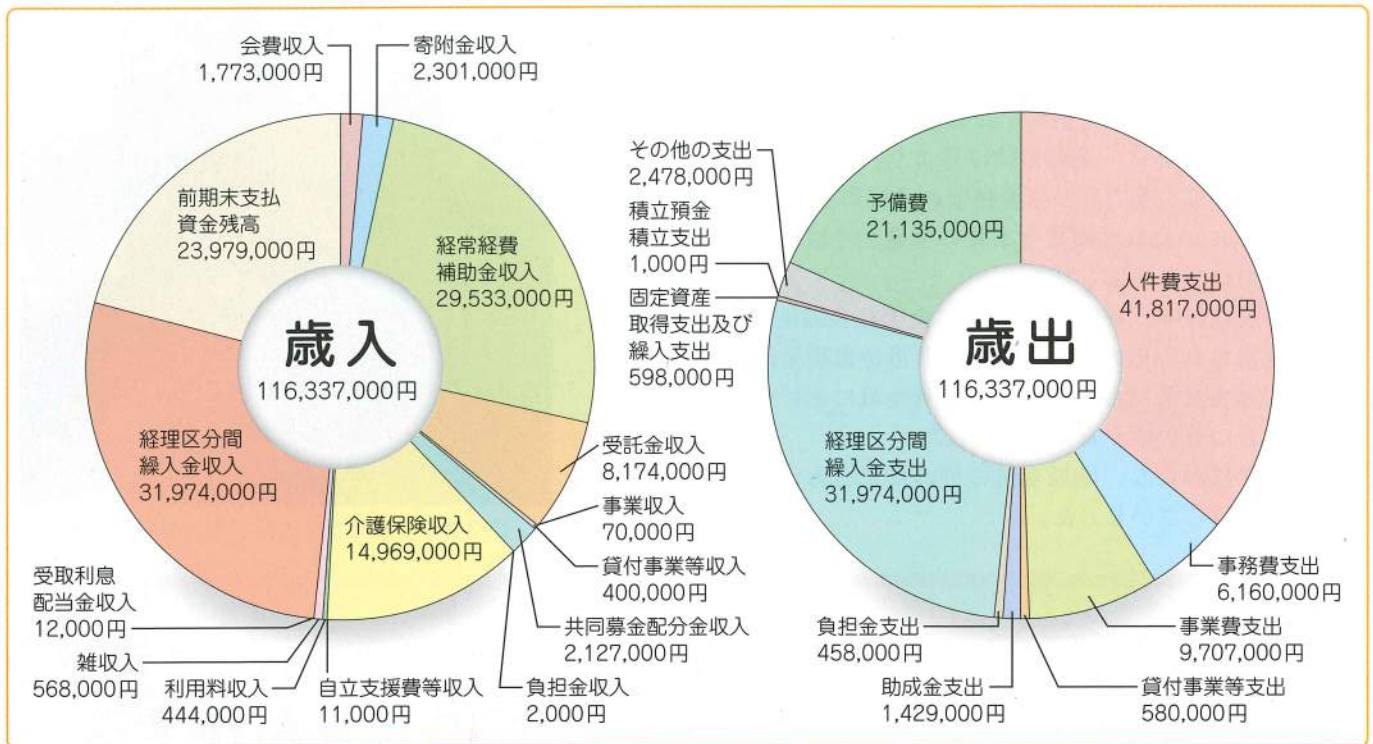 会費収入
1,773,000円
寄附金収入
2,301,000円
経常経費
補助金収入
29,533,000円
受託金収入
8,174,000円
事業収入
70,000円
貸付事業等収入
400,000円
共同募金配分金収入
2,127,000円
負担金収入
2,000円
介護保険収入
14,969,000円
自立支援費等収入
11,000円
利用料収入
444,000円
雑収入
568,000円
受取利息
配当金収入
12,000円
経理区分間
繰入金収入
31,974,000円
前期末支払
資金残高
23,979,000円
歳入
116,337,000円
人件費支出
41,817,000円
事務費支出
6,160,000円
事業費支出
9,707,000円
貸付事業等支出
580,000円
助成金支出
1,429,000円
負担金支出
458,000円
経理区分間
繰入金支出
31,974,000円
固定資産
取得支出及び
繰入支出
598,000円
積立預金
積立支出
1,000円
その他の支出
2,478,000円
予備費
21,135,000円
歳出
116,337,000円